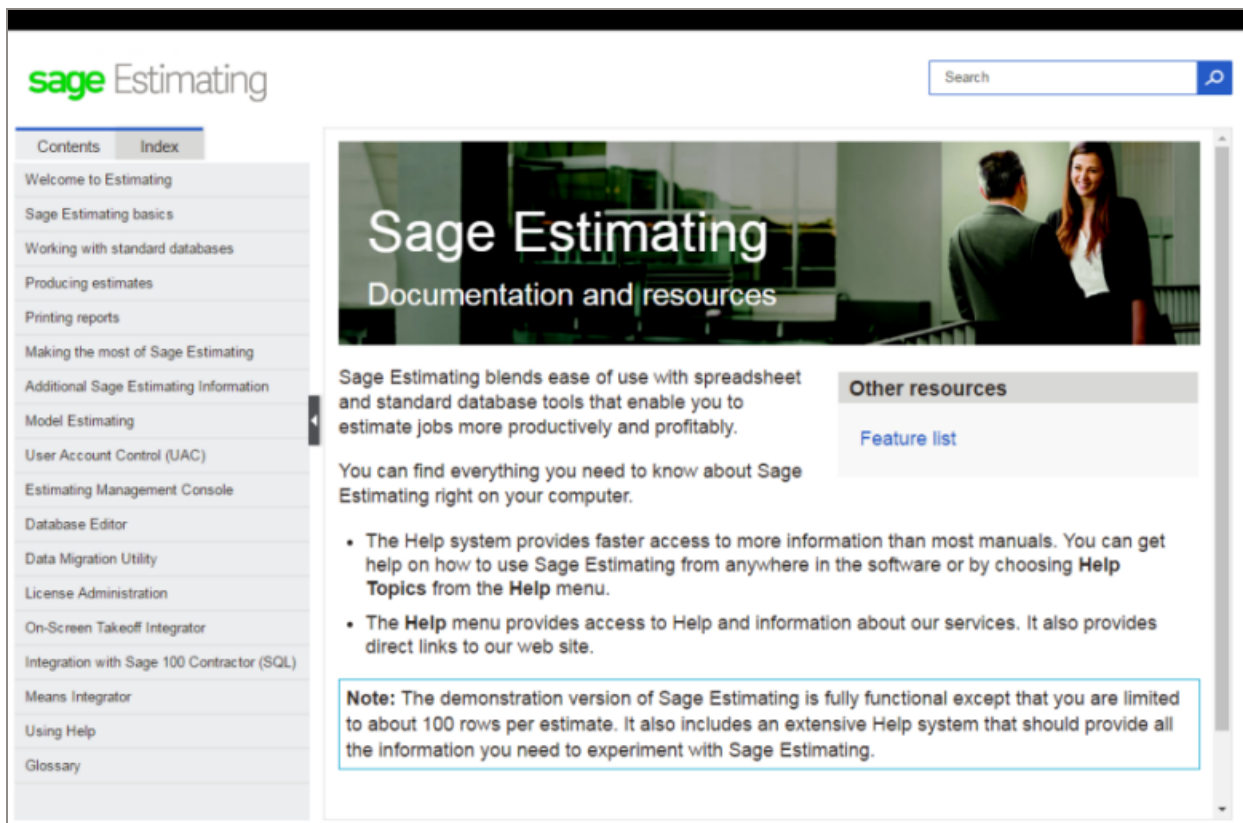 sage Estimating
Search
Contents
Index
Welcome to Estimating
Sage Estimating basics
Working with standard databases
Producing estimates
Printing reports
Making the most of Sage Estimating
Additional Sage Estimating Information
Model Estimating
User Account Control (UAC)
Estimating Management Console
Database Editor
Data Migration Utility
License Administration
On-Screen Takeoff Integrator
Integration with Sage 100 Contractor (SQL)
Means Integrator
Using Help
Glossary
Sage Estimating
Documentation and resources
Sage Estimating blends ease of use with spreadsheet
and standard database tools that enable you to
estimate jobs more productively and profitably.
You can find everything you need to know about Sage
Estimating right on your computer.
Other resources
Feature list
• The Help system provides faster access to more information than most manuals. You can get
help on how to use Sage Estimating from anywhere in the software or by choosing Help
Topics from the Help menu.
• The Help menu provides access to Help and information about our services. It also provides
direct links to our web site.
Note: The demonstration version of Sage Estimating is fully functional except that you are limited
to about 100 rows per estimate. It also includes an extensive Help system that should provide all
the information you need to experiment with Sage Estimating.